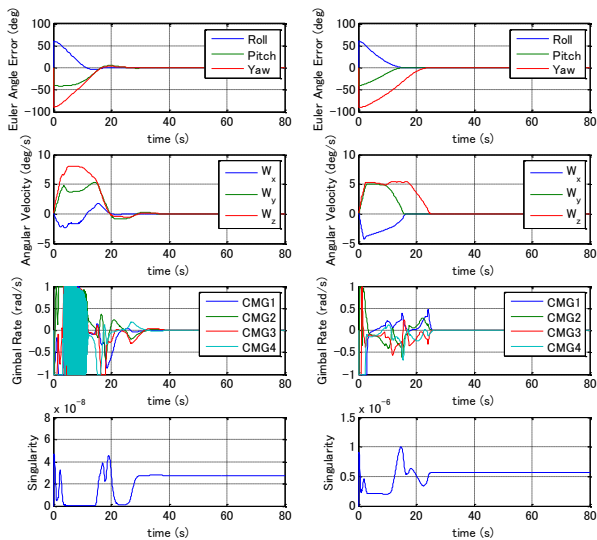 Euler Angle Error (deg)
100
50
0
−50
−100
Roll
Pitch
Yaw
0 20 40 60 80
time (s)
Euler Angle Error (deg)
100
50
0
−50
−100
Roll
Pitch
Yaw
0 20 40 60 80
time (s)
Angular Velocity (deg/s)
10
5
0
−5
Wx
Wy
Wz
0 20 40 60 80
time (s)
Angular Velocity (deg/s)
10
5
0
−5
Wx
Wy
Wz
0 20 40 60 80
time (s)
Gimbal Rate (rad/s)
1
0.5
0
−0.5
−1
CMG1
CMG2
CMG3
CMG4
0 20 40 60 80
time (s)
Gimbal Rate (rad/s)
1
0.5
0
−0.5
−1
CMG1
CMG2
CMG3
CMG4
0 20 40 60 80
time (s)
Singularity
8 x 10^-8
6
4
2
0
0 20 40 60 80
time (s)
Singularity
1.5 x 10^-6
1
0.5
0
0 20 40 60 80
time (s)